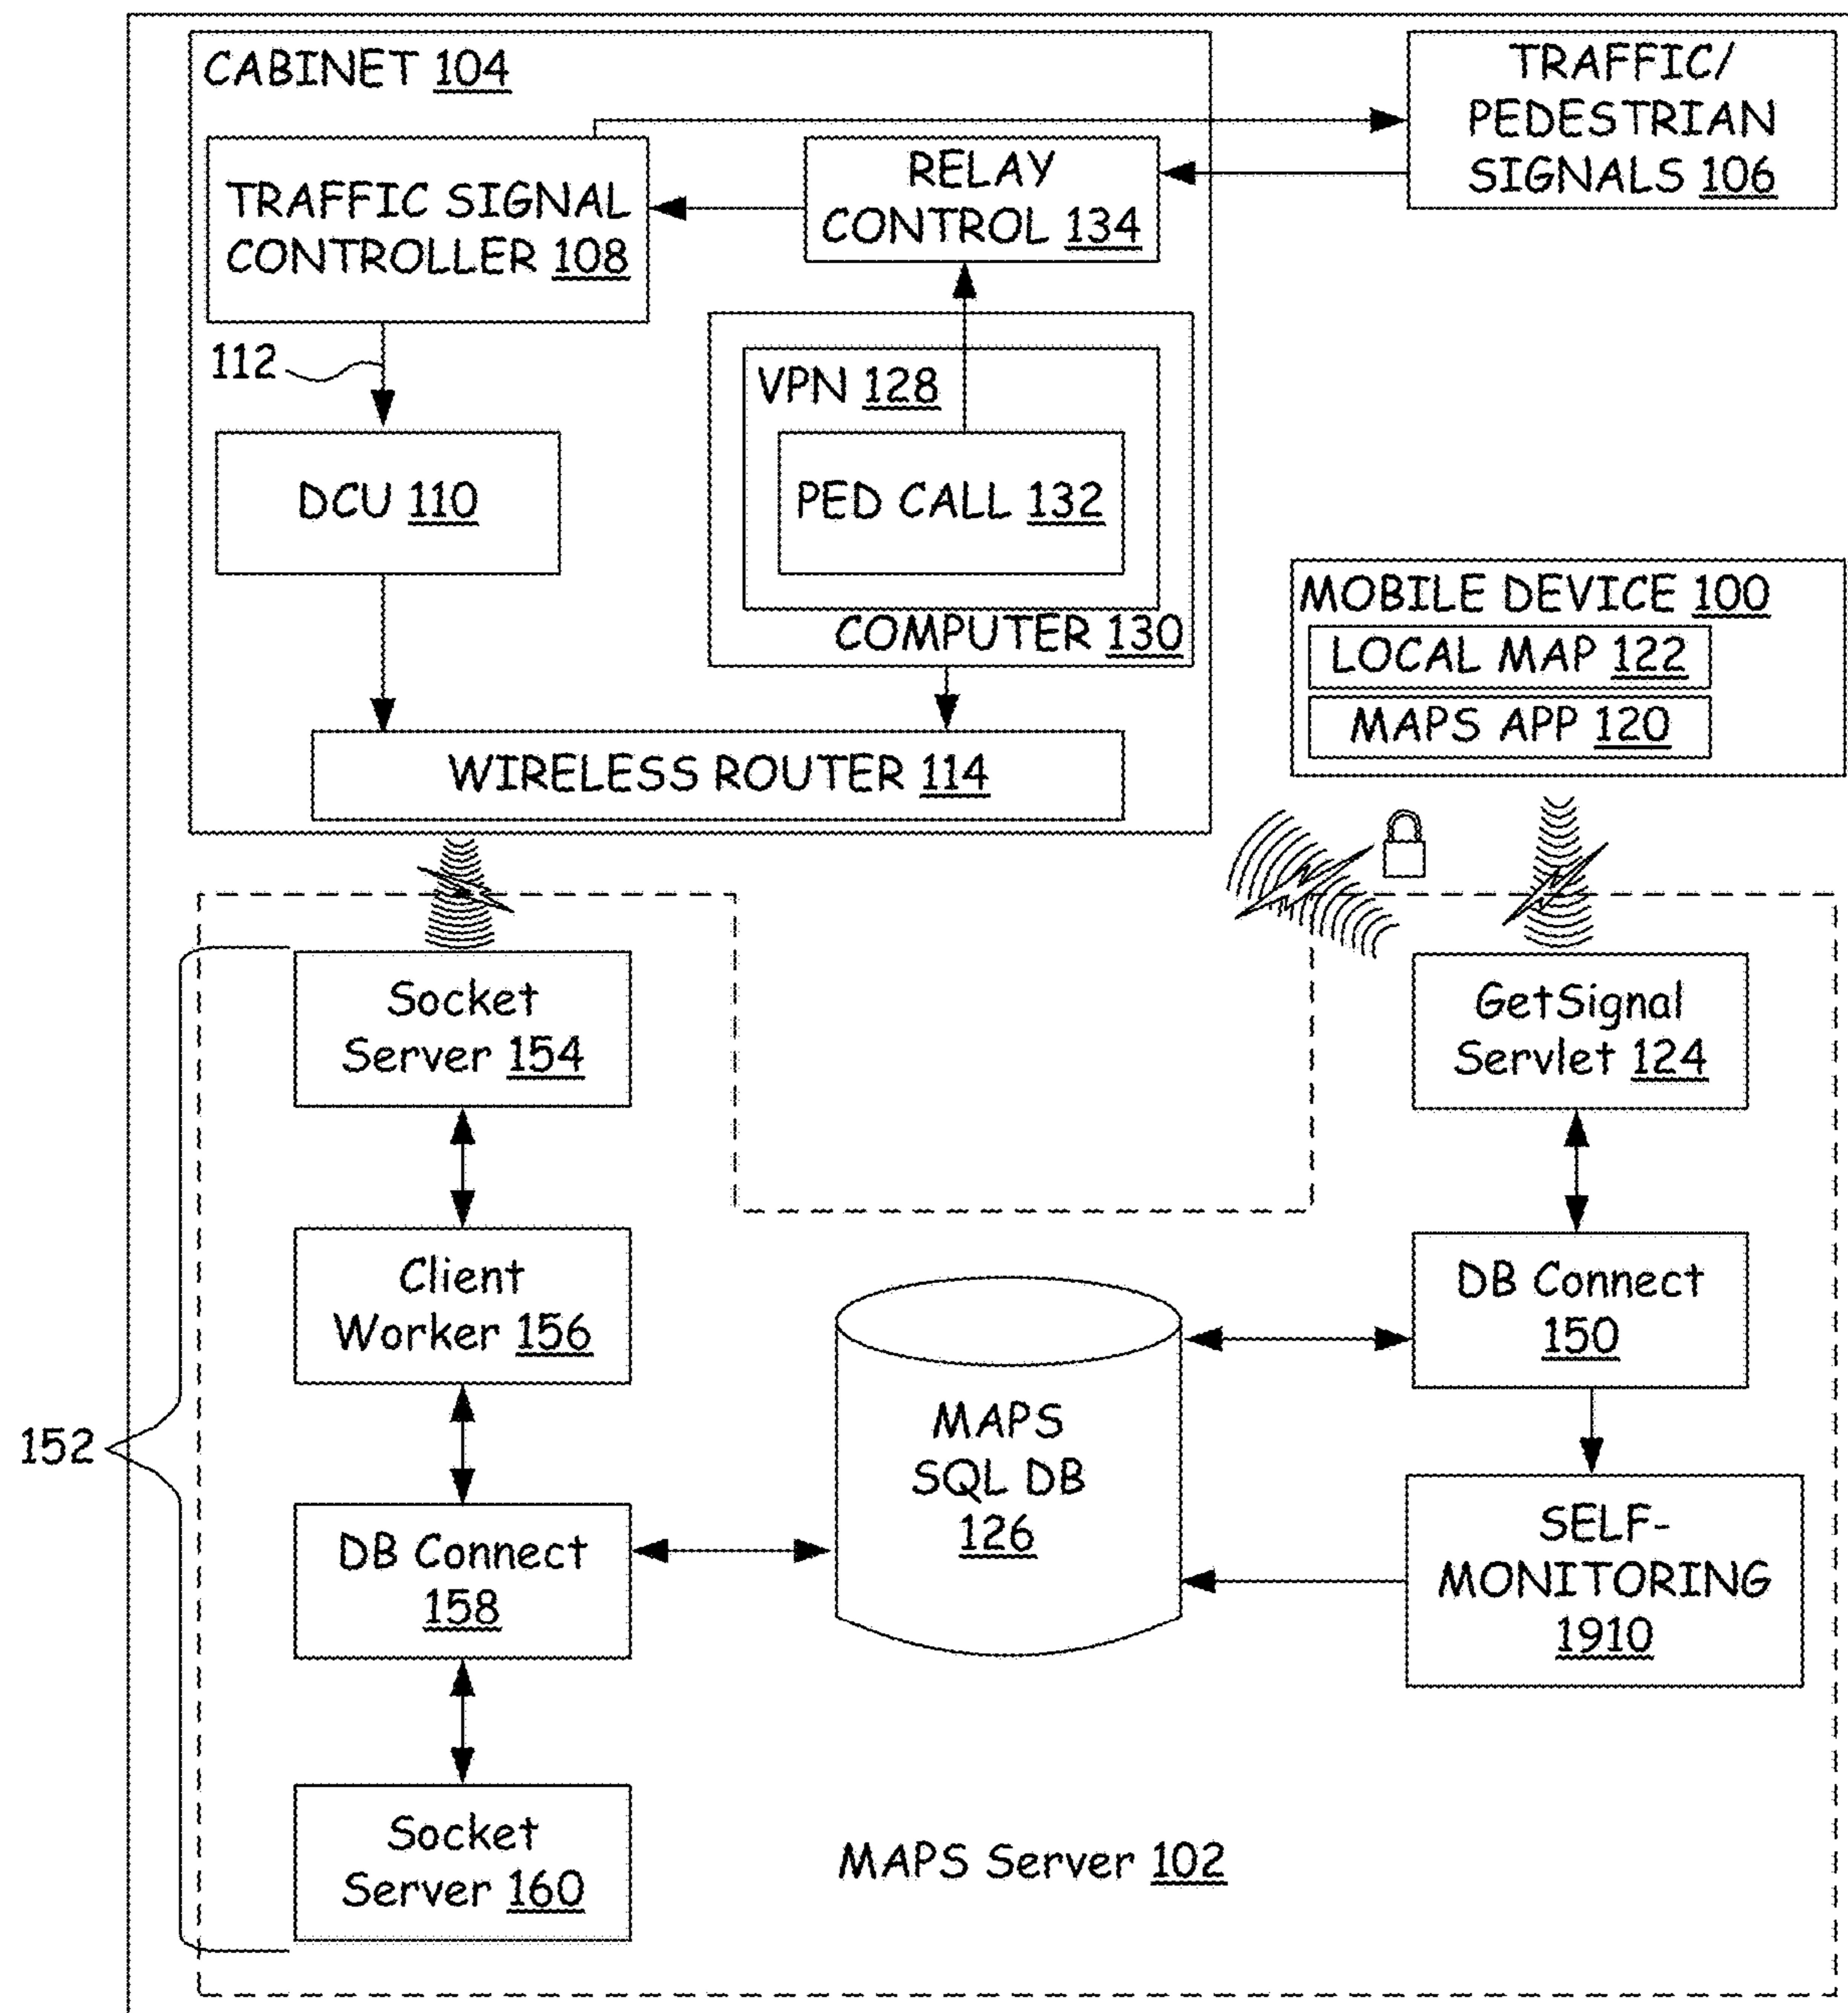 CABINET 104
TRAFFIC/
PEDESTRIAN
SIGNALS 106
TRAFFIC SIGNAL
CONTROLLER 108
RELAY
CONTROL 134
112
VPN 128
DCU 110
PED CALL 132
COMPUTER 130
MOBILE DEVICE 100
LOCAL MAP 122
MAPS APP 120
WIRELESS ROUTER 114
Socket
Server 154
GetSignal
Servlet 124
Client
Worker 156
DB Connect
150
152
MAPS
SQL DB
126
DB Connect
158
SELF-
MONITORING
1910
Socket
Server 160
MAPS Server 102